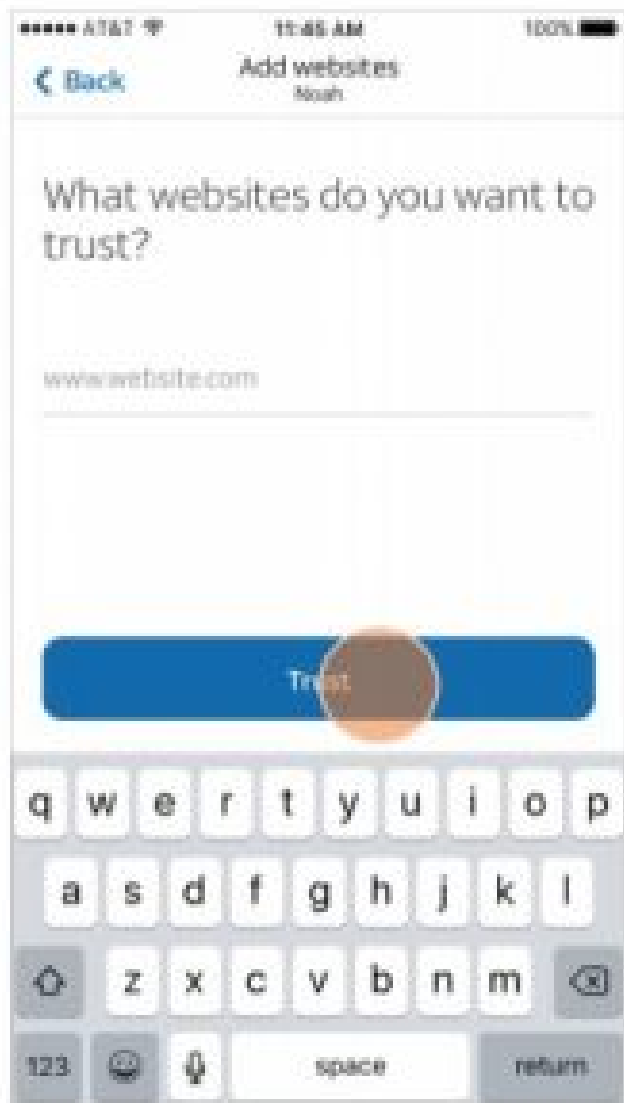 AT&T 11:45 AM 100%
Back Add websites
Noah
What websites do you want to
trust?
www.website.com
Trust
q w e r t y u i o p
a s d f g h j k l
z x c v b n m
123 space return